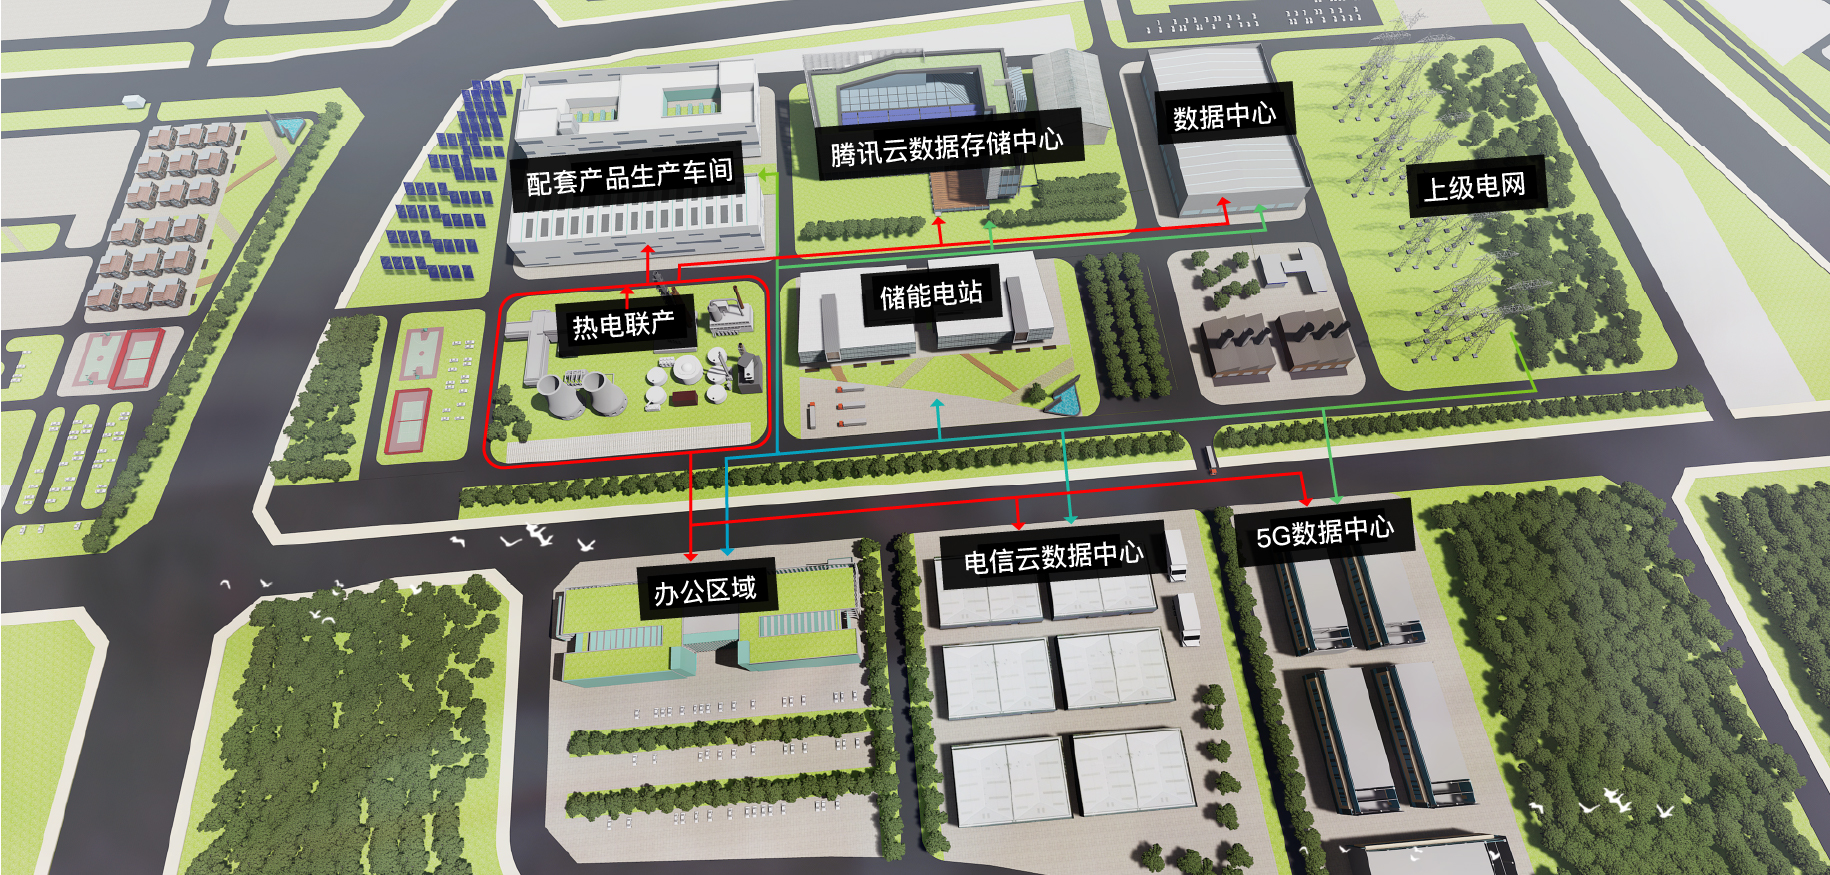 数据中心
腾讯云数据存储中心
配套产品生产车间
上级电网
储能电站
热电联产
5G数据中心
电信云数据中心
办公区域